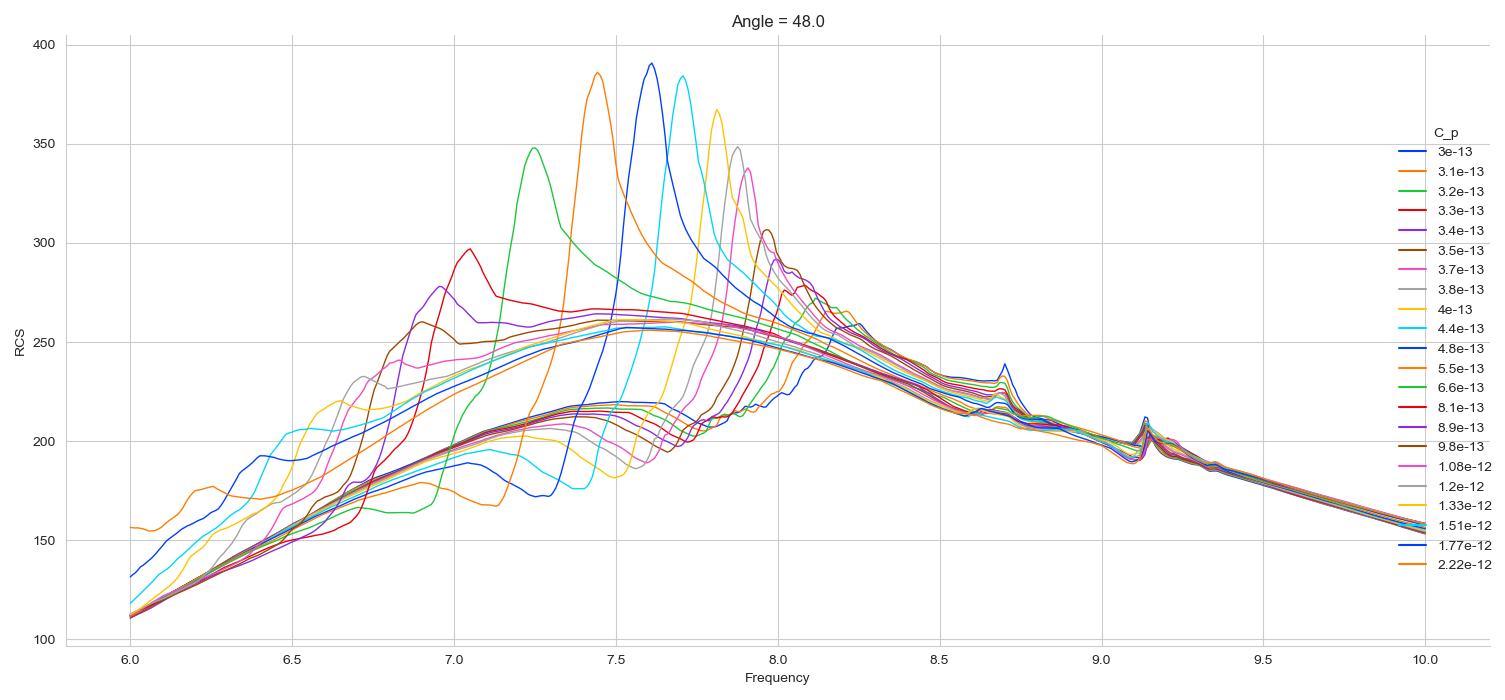 Angle = 48.0
400
350
300
250
200
150
100
RCS
6.0 6.5 7.0 7.5 8.0 8.5 9.0 9.5 10.0
Frequency
C_p
3e-13
3.1e-13
3.2e-13
3.3e-13
3.4e-13
3.5e-13
3.7e-13
3.8e-13
4e-13
4.4e-13
4.8e-13
5.5e-13
6.6e-13
8.1e-13
8.9e-13
9.8e-13
1.08e-12
1.2e-12
1.33e-12
1.51e-12
1.77e-12
2.22e-12